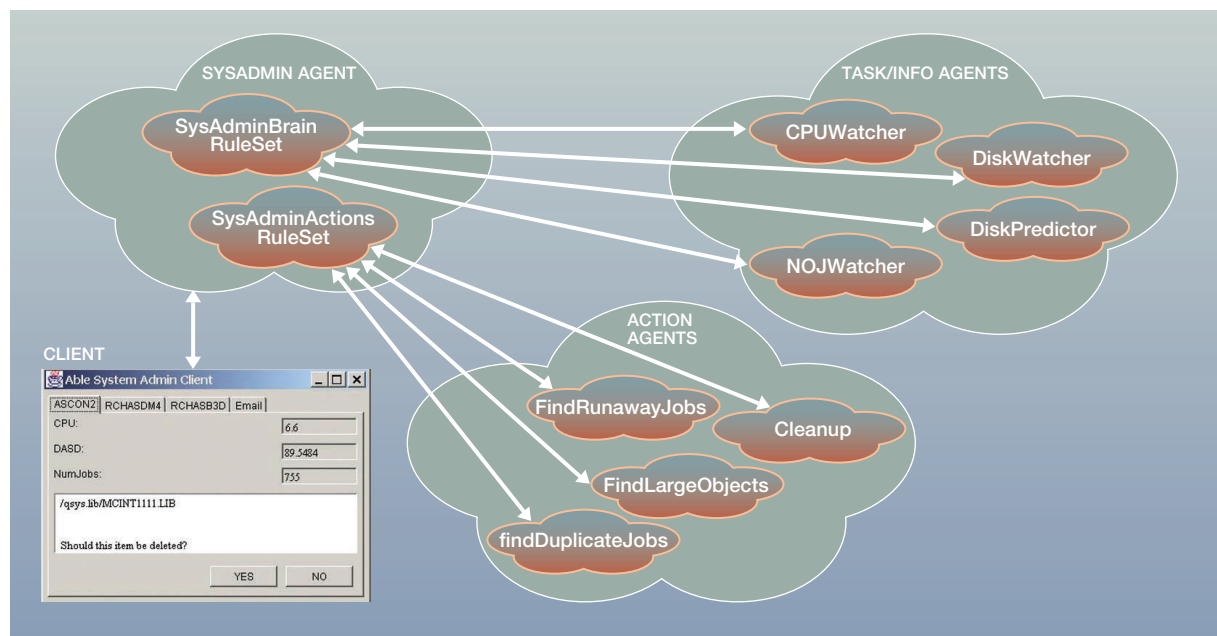 SYSADMIN AGENT
SysAdminBrain
RuleSet
SysAdminActions
RuleSet
TASK/INFO AGENTS
CPUWatcher
DiskWatcher
DiskPredictor
NOJWatcher
ACTION
AGENTS
FindRunawayJobs
Cleanup
FindLargeObjects
findDuplicateJobs
CLIENT
Able System Admin Client
ASCON2 RCHASDM4 RCHASB3D Email
CPU: 6.6
DASD: 89.5484
NumJobs: 755
/qsys.lib/MCINT1111.LIB
Should this item be deleted?
YES NO